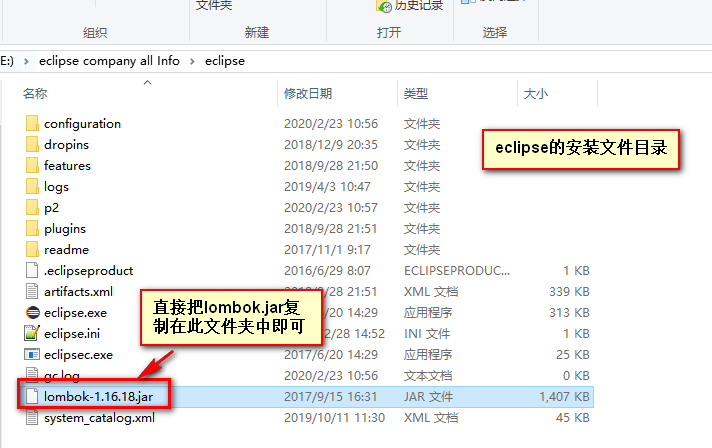 文件夹
历史记录
组织 新建 打开 选择
E:) › eclipse company all Info › eclipse
名称 修改日期 类型 大小
configuration 2020/2/23 10:56 文件夹
dropins 2018/12/9 20:35 文件夹
features 2018/9/28 21:50 文件夹
eclipse的安装文件目录
logs 2019/4/3 10:47 文件夹
p2 2020/2/23 10:57 文件夹
plugins 2018/9/28 21:51 文件夹
readme 2017/11/1 9:17 文件夹
.eclipseproduct 2016/6/29 8:07 ECLIPSEPRODUC... 1 KB
artifacts.xml 2018/9/28 21:51 XML 文档 339 KB
直接把lombok.jar复
制在此文件夹中即可
eclipse.exe 6/20 14:29 应用程序 313 KB
eclipse.ini 2/28 14:52 INI 文件 1 KB
eclipsec.exe 2017/6/20 14:29 应用程序 25 KB
gc.log 2020/2/23 10:56 文本文档 0 KB
lombok-1.16.18.jar 2017/9/15 16:31 JAR 文件 1,407 KB
system_catalog.xml 2019/10/11 11:30 XML 文档 45 KB